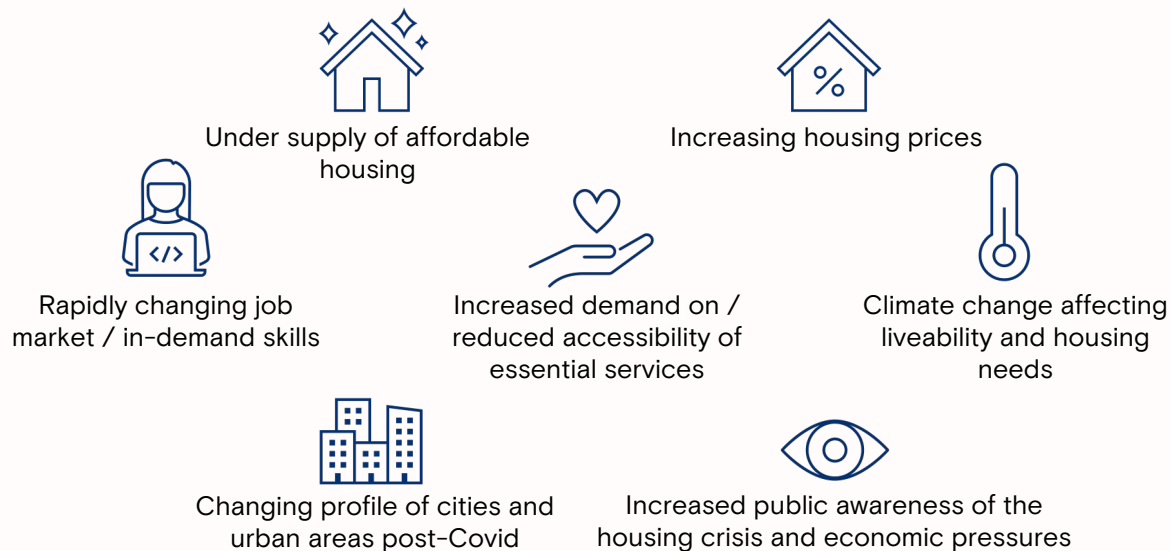 Under supply of affordable
housing
Increasing housing prices
</>
Rapidly changing job
market / in-demand skills
Increased demand on /
reduced accessibility of
essential services
Climate change affecting
liveability and housing
needs
%
Changing profile of cities and
urban areas post-Covid
Increased public awareness of the
housing crisis and economic pressures